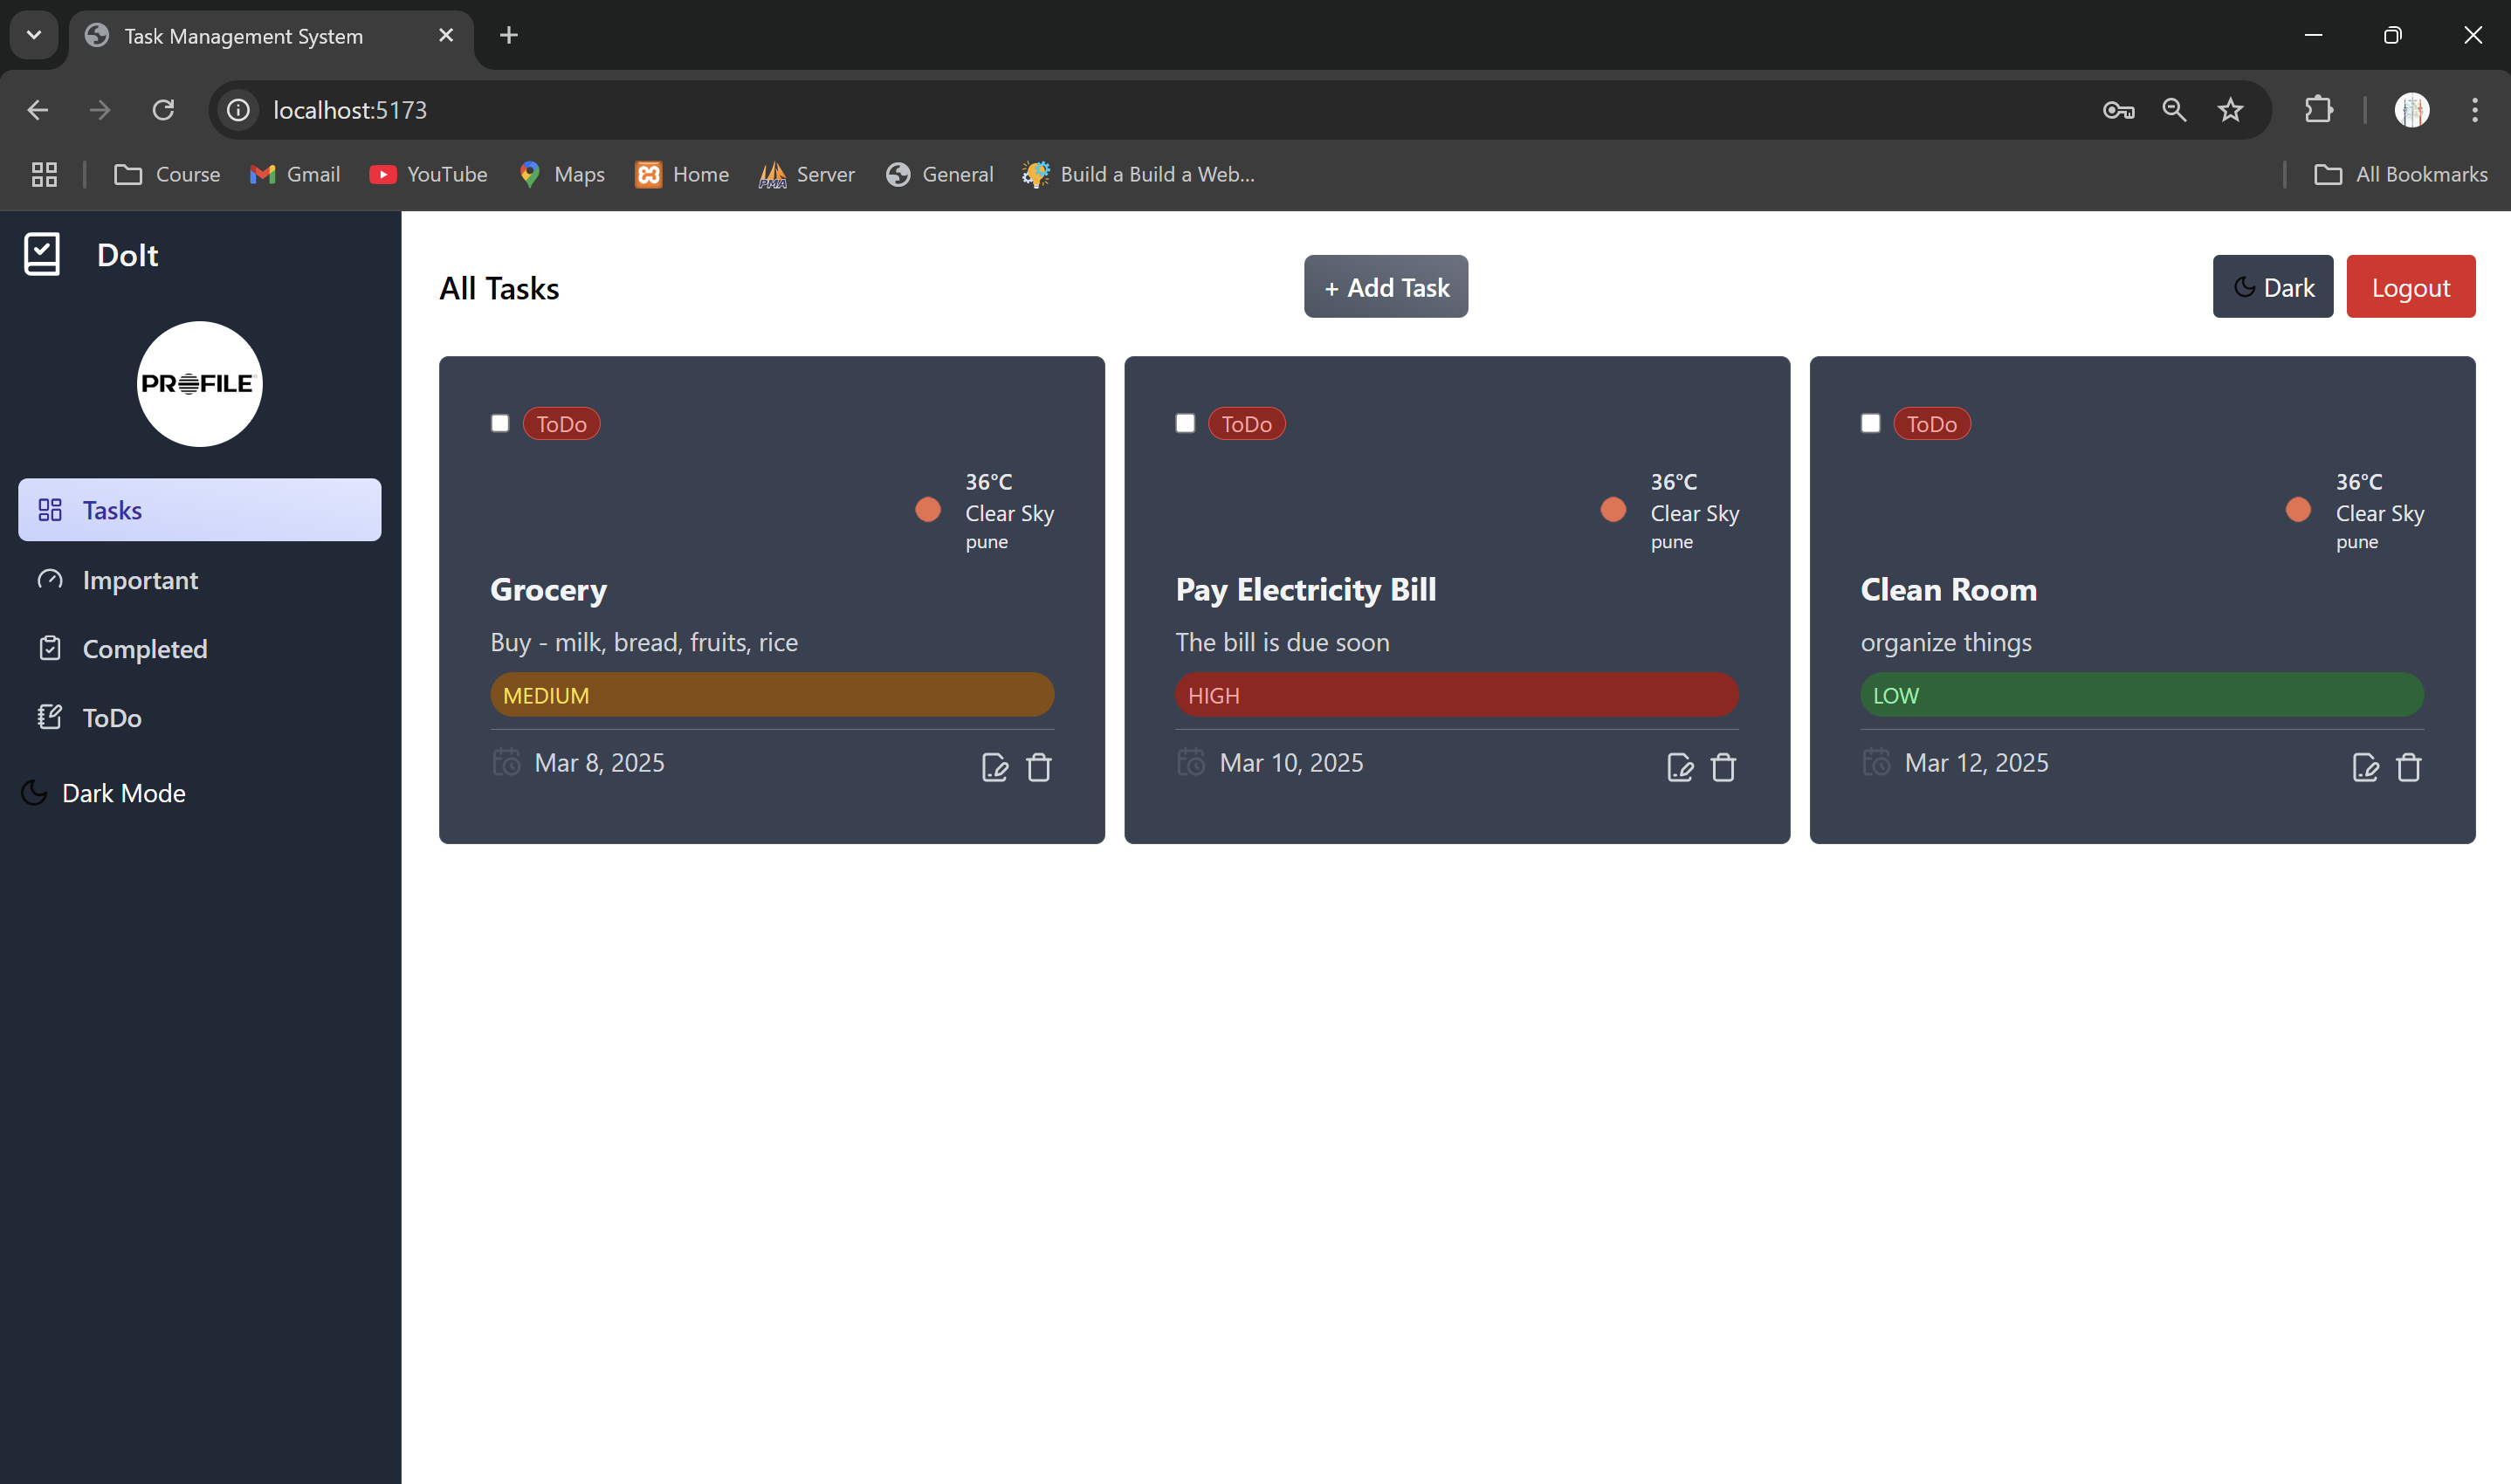 Task Management System
localhost:5173
Course
Gmail
YouTube
Maps
Home
Server
General
Build a Build a Web...
All Bookmarks
DoIt
PROFILE
Tasks
Important
Completed
ToDo
Dark Mode
All Tasks
+ Add Task
Dark
Logout
ToDo
36°C
Clear Sky
pune
Grocery
Buy - milk, bread, fruits, rice
MEDIUM
Mar 8, 2025
ToDo
36°C
Clear Sky
pune
Pay Electricity Bill
The bill is due soon
HIGH
Mar 10, 2025
ToDo
36°C
Clear Sky
pune
Clean Room
organize things
LOW
Mar 12, 2025